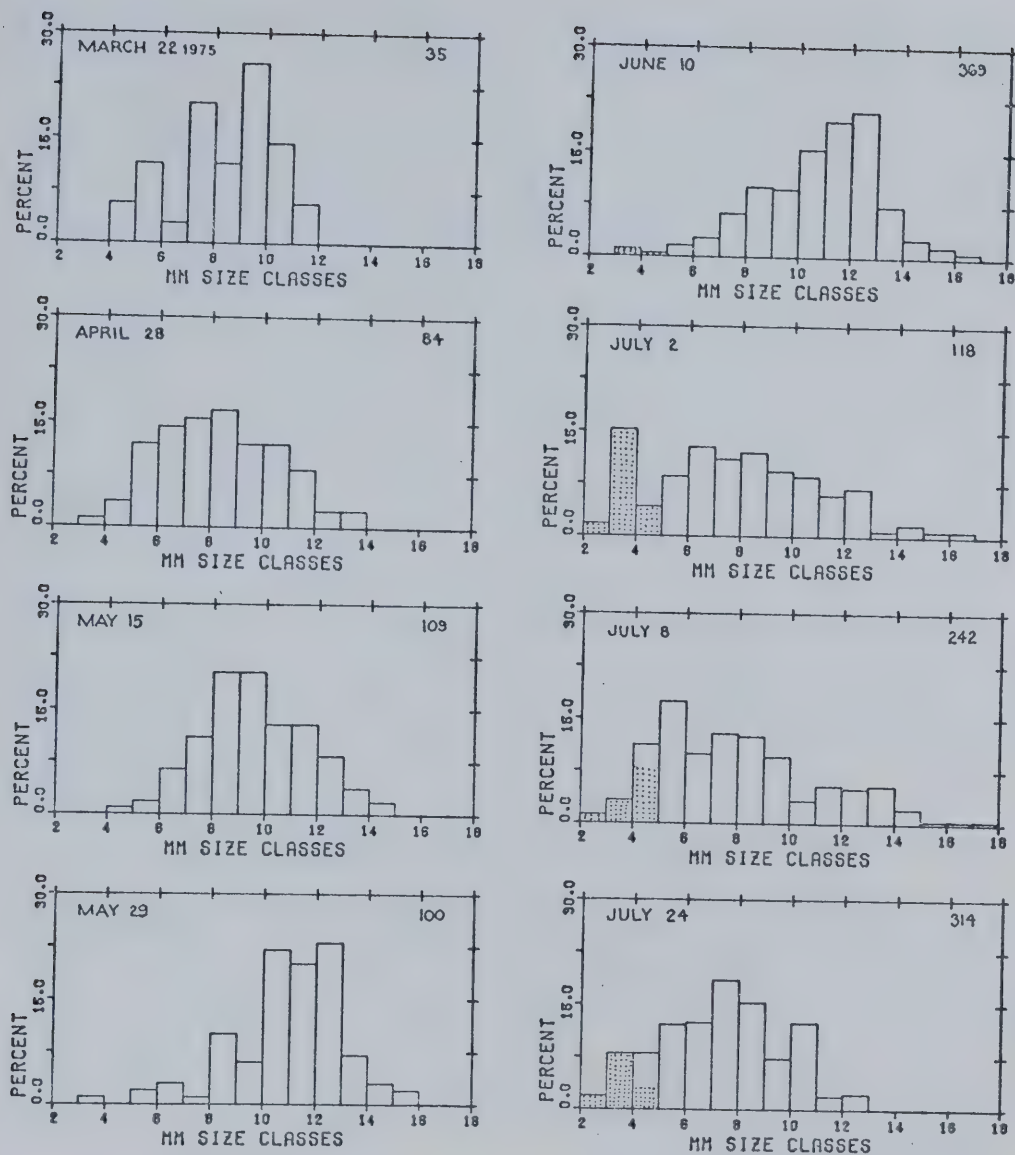 MARCH 22 1975 35
30.0
15.0
0.0
PERCENT
2 4 6 8 10 12 14 16 18
MM SIZE CLASSES
APRIL 28 84
30.0
15.0
0.0
PERCENT
2 4 6 8 10 12 14 16 18
MM SIZE CLASSES
MAY 15 109
30.0
15.0
0.0
PERCENT
2 4 6 8 10 12 14 16 18
MM SIZE CLASSES
MAY 29 100
30.0
15.0
0.0
PERCENT
2 4 6 8 10 12 14 16 18
MM SIZE CLASSES
JUNE 10 369
30.0
15.0
0.0
PERCENT
2 4 6 8 10 12 14 16 18
MM SIZE CLASSES
JULY 2 118
30.0
15.0
0.0
PERCENT
2 4 6 8 10 12 14 16 18
MM SIZE CLASSES
JULY 8 242
30.0
15.0
0.0
PERCENT
2 4 6 8 10 12 14 16 18
MM SIZE CLASSES
JULY 24 314
30.0
15.0
0.0
PERCENT
2 4 6 8 10 12 14 16 18
MM SIZE CLASSES